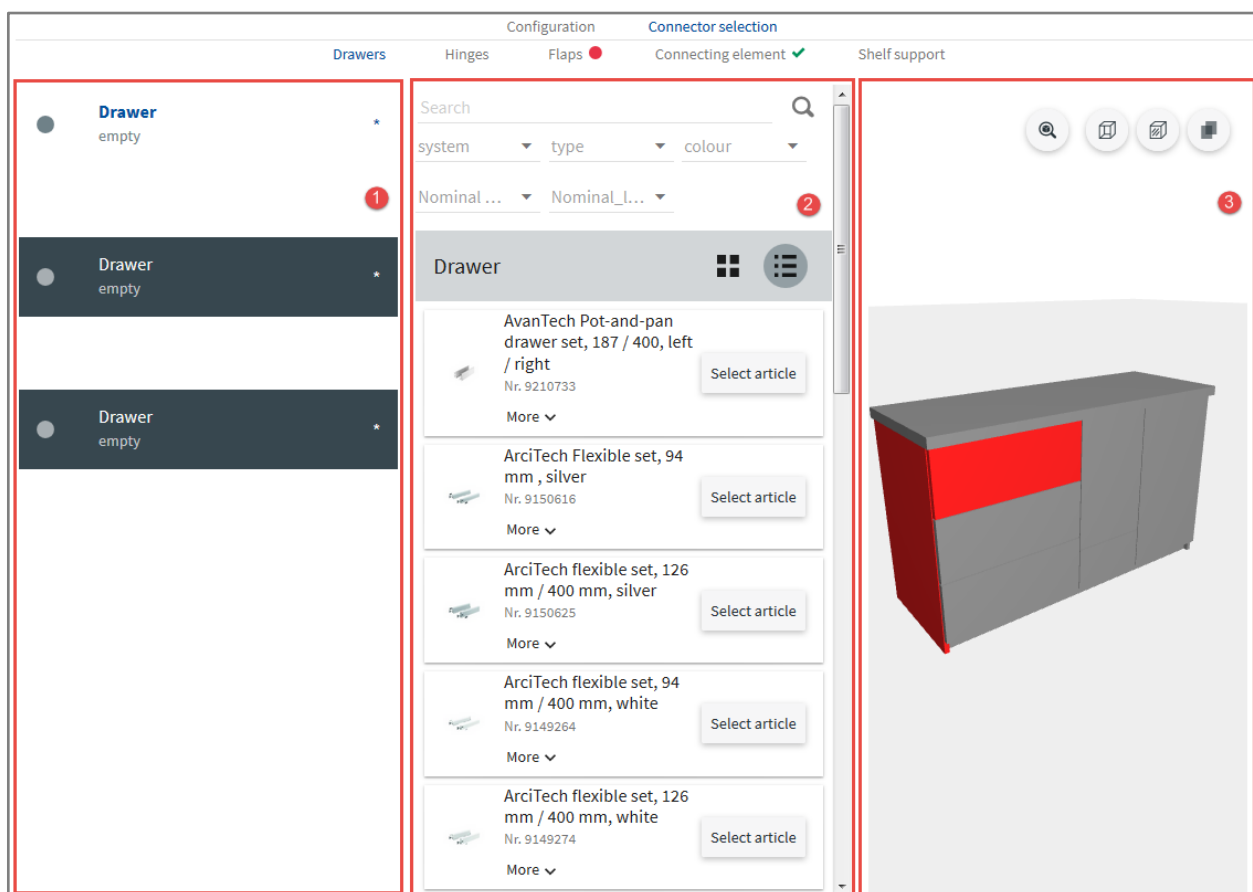 Configuration Connector selection
Drawers Hinges Flaps Connecting element Shelf support
Drawer
empty
*
1
Drawer
empty
*
Drawer
empty
*
Search
system type colour
Nominal ... Nominal_l...
2
Drawer
AvanTech Pot-and-pan
drawer set, 187 / 400, left
/ right
Nr. 9210733
More
Select article
ArciTech Flexible set, 94
mm , silver
Nr. 9150616
More
Select article
ArciTech flexible set, 126
mm / 400 mm, silver
Nr. 9150625
More
Select article
ArciTech flexible set, 94
mm / 400 mm, white
Nr. 9149264
More
Select article
ArciTech flexible set, 126
mm / 400 mm, white
Nr. 9149274
More
Select article
3